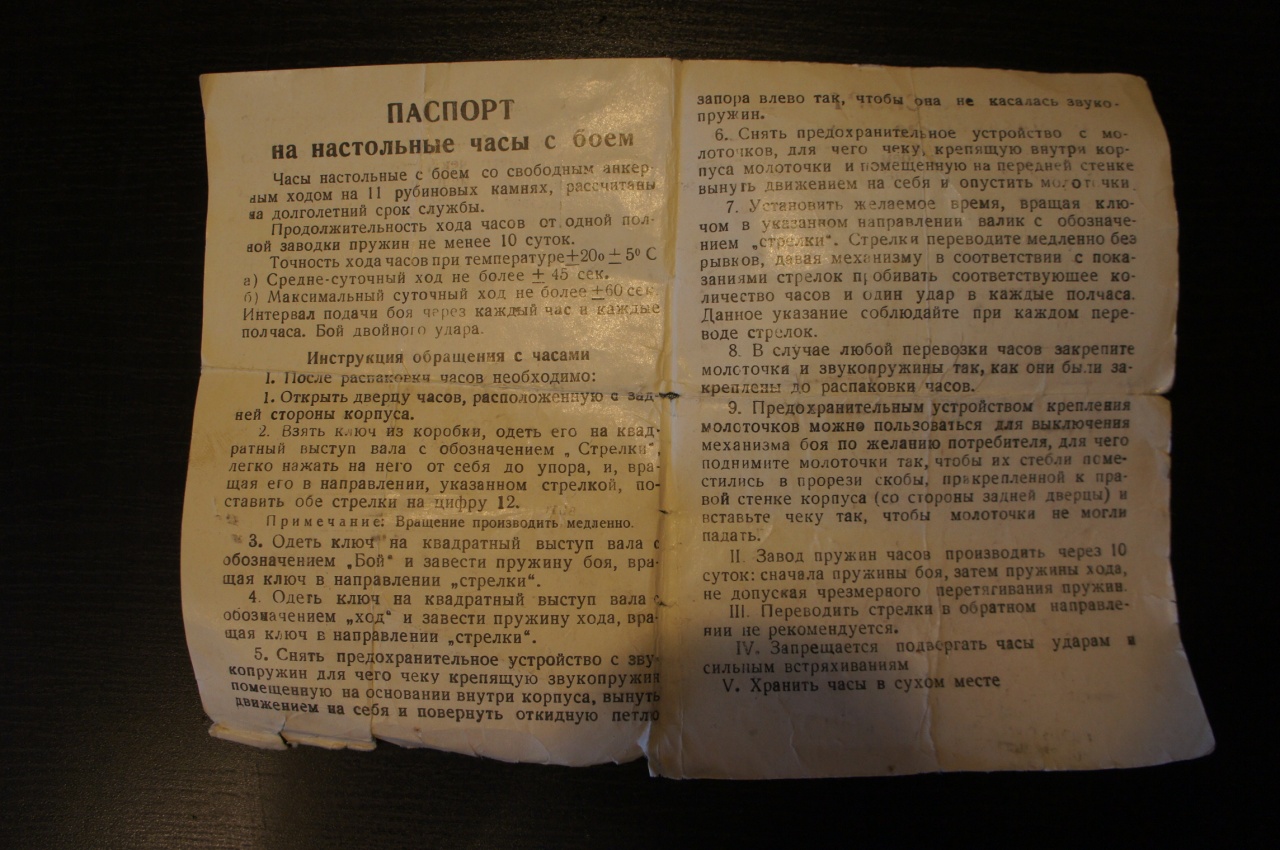 ПАСПОРТ
на настольные часы с боем
Часы настольные с боем со свободным анкер-
ным ходом на 11 рубиновых камнях, рассчитаны
на долголетний срок службы.
Продолжительность хода часов от одной пол-
ной заводки пружин не менее 10 суток.
Точность хода часов при температуре ±20о ± 5° С
а) Средне-суточный ход не более ± 45 сек.
б) Максимальный суточный ход не более ±60 сек.
Интервал подачи боя через каждый час и каждые
полчаса. Бой двойного удара.
Инструкция обращения с часами
1. После распаковки часов необходимо:
1. Открыть дверцу часов, расположенную с зад-
ней стороны корпуса.
2. Взять ключ из коробки, одеть его на квад-
ратный выступ вала с обозначением „Стрелки“,
легко нажать на него от себя до упора, и, вра-
щая его в направлении, указанном стрелкой, по-
ставить обе стрелки на цифру 12.
Примечание: Вращение производить медленно.
3. Одеть ключ на квадратный выступ вала с
обозначением „Бой“ и завести пружину боя, вра-
щая ключ в направлении „стрелки“.
4. Одеть ключ на квадратный выступ вала с
обозначением „ход“ и завести пружину хода, вра-
щая ключ в направлении „стрелки“.
5. Снять предохранительное устройство с зву-
копружин для чего чеку крепящую звукопружин
помещенную на основании внутри корпуса, вынуть
движением на себя и повернуть откидную петлю
запора влево так, чтобы она не касалась звуко-
пружин.
6. Снять предохранительное устройство с мо-
лоточков, для чего чеку, крепящую внутри кор-
пуса молоточки и помещенную на передней стенке
вынуть движением на себя и опустить молоточки.
7. Установить желаемое время, вращая клю-
чом в указанном направлении валик с обозначе-
нием „стрелки“. Стрелки переводите медленно без
рывков, давая механизму в соответствии с пока-
заниями стрелок пробивать соответствующее ко-
личество часов и один удар в каждые полчаса.
Данное указание соблюдайте при каждом пере-
воде стрелок.
8. В случае любой перевозки часов закрепите
молоточки и звукопружины так, как они были за-
креплены до распаковки часов.
9. Предохранительным устройством крепления
молоточков можно пользоваться для выключения
механизма боя по желанию потребителя, для чего
поднимите молоточки так, чтобы их стебли поме-
стились в прорези скобы, прикрепленной к пра-
вой стенке корпуса (со стороны задней дверцы) и
вставьте чеку так, чтобы молоточка не могли
падать.
II. Завод пружин часов производить через 10
суток: сначала пружины боя, затем пружины хода,
не допуская чрезмерного перетягивания пружин.
III. Переводить стрелки в обратном направле-
нии не рекомендуется.
IV. Запрещается подвергать часы ударам и
сильным встряхиваниям
V. Хранить часы в сухом месте